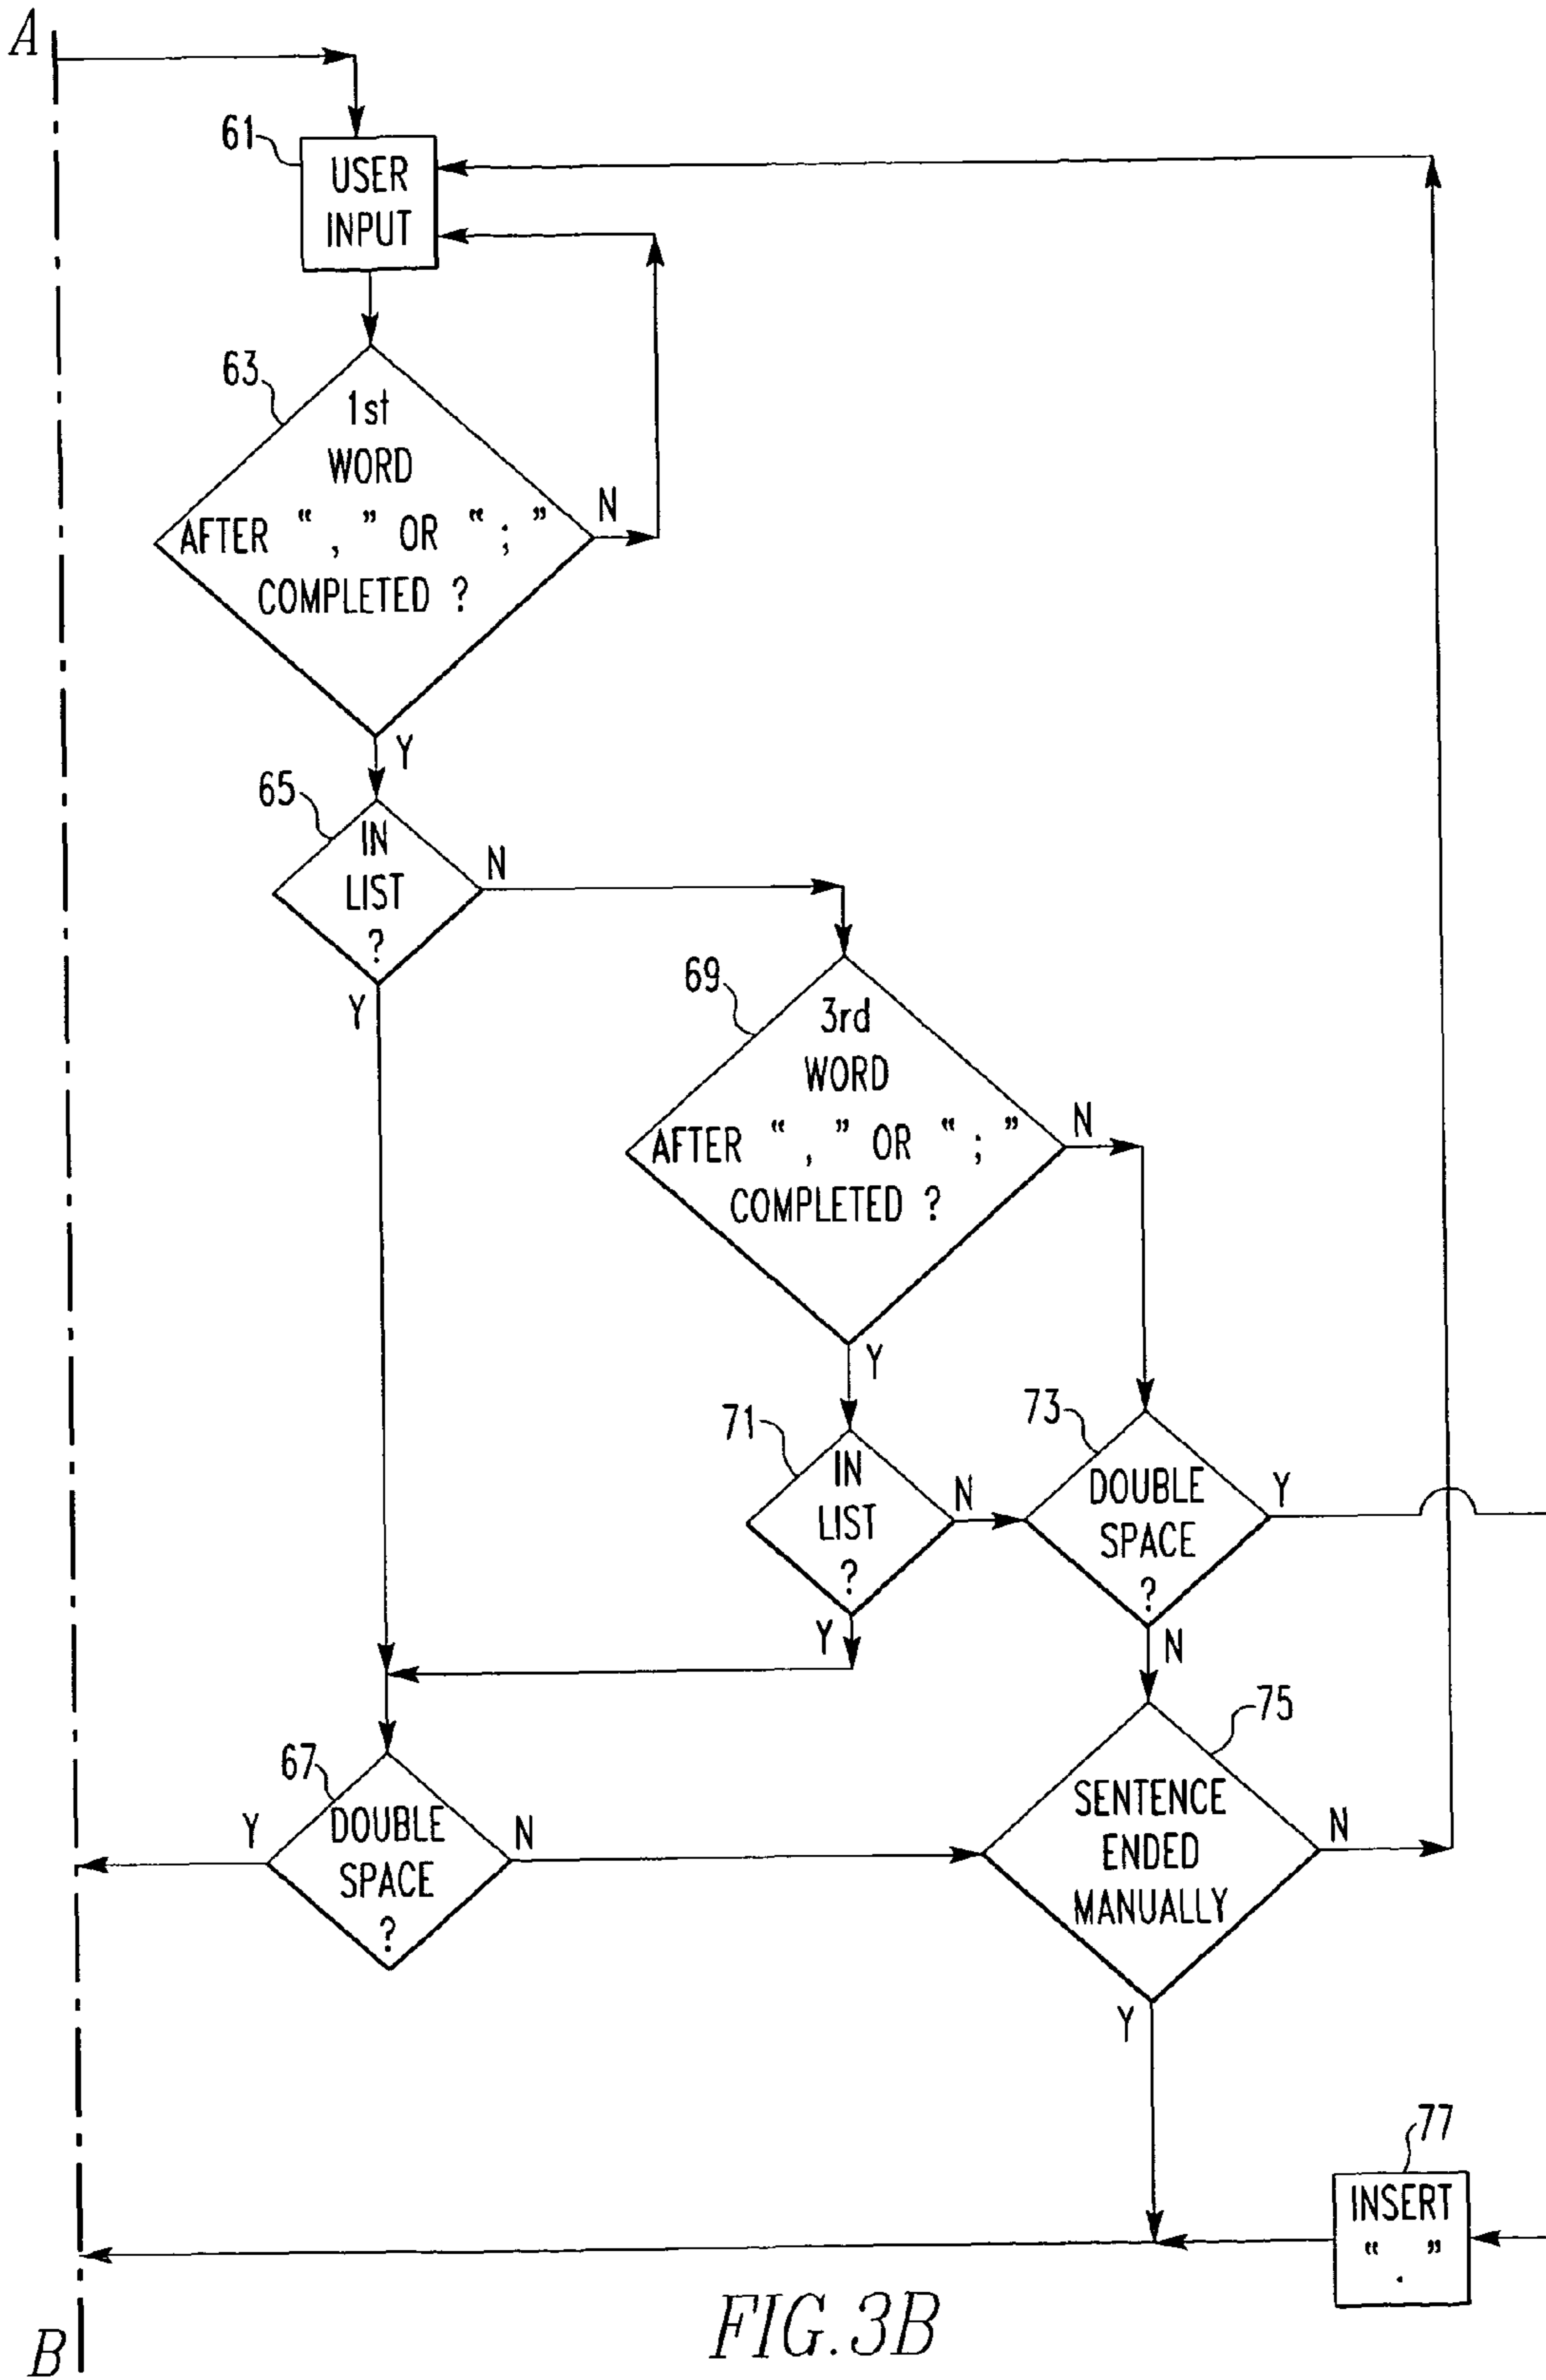 A
61
USER
INPUT
63
1st
WORD
AFTER “ , ” OR “ ; ”
COMPLETED ?
N
Y
65
IN
LIST
?
N
Y
69
3rd
WORD
AFTER “ , ” OR “ ; ”
COMPLETED ?
N
Y
71
IN
LIST
?
N
Y
73
DOUBLE
SPACE
?
Y
N
67
DOUBLE
SPACE
?
Y
N
75
SENTENCE
ENDED
MANUALLY
N
Y
77
INSERT
“ . ”
B
FIG.3B